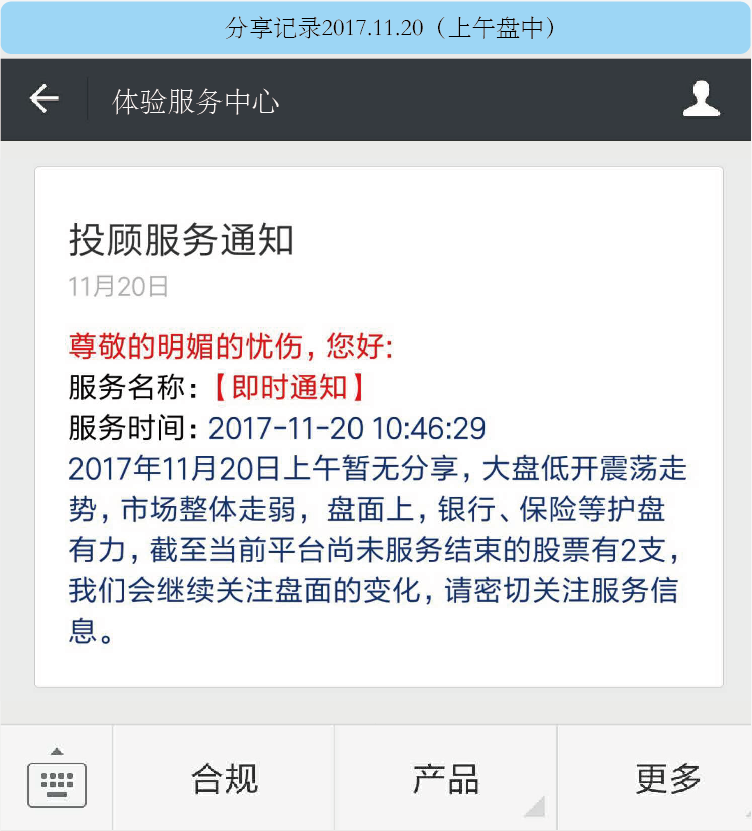 分享记录2017.11.20（上午盘中）
体验服务中心
投顾服务通知
11月20日
尊敬的明媚的忧伤，您好:
服务名称：【即时通知】
服务时间：2017-11-20 10:46:29
2017年11月20日上午暂无分享，大盘低开震荡走
势，市场整体走弱，盘面上，银行、保险等护盘
有力，截至当前平台尚未服务结束的股票有2支，
我们会继续关注盘面的变化，请密切关注服务信
息。
合规
产品
更多